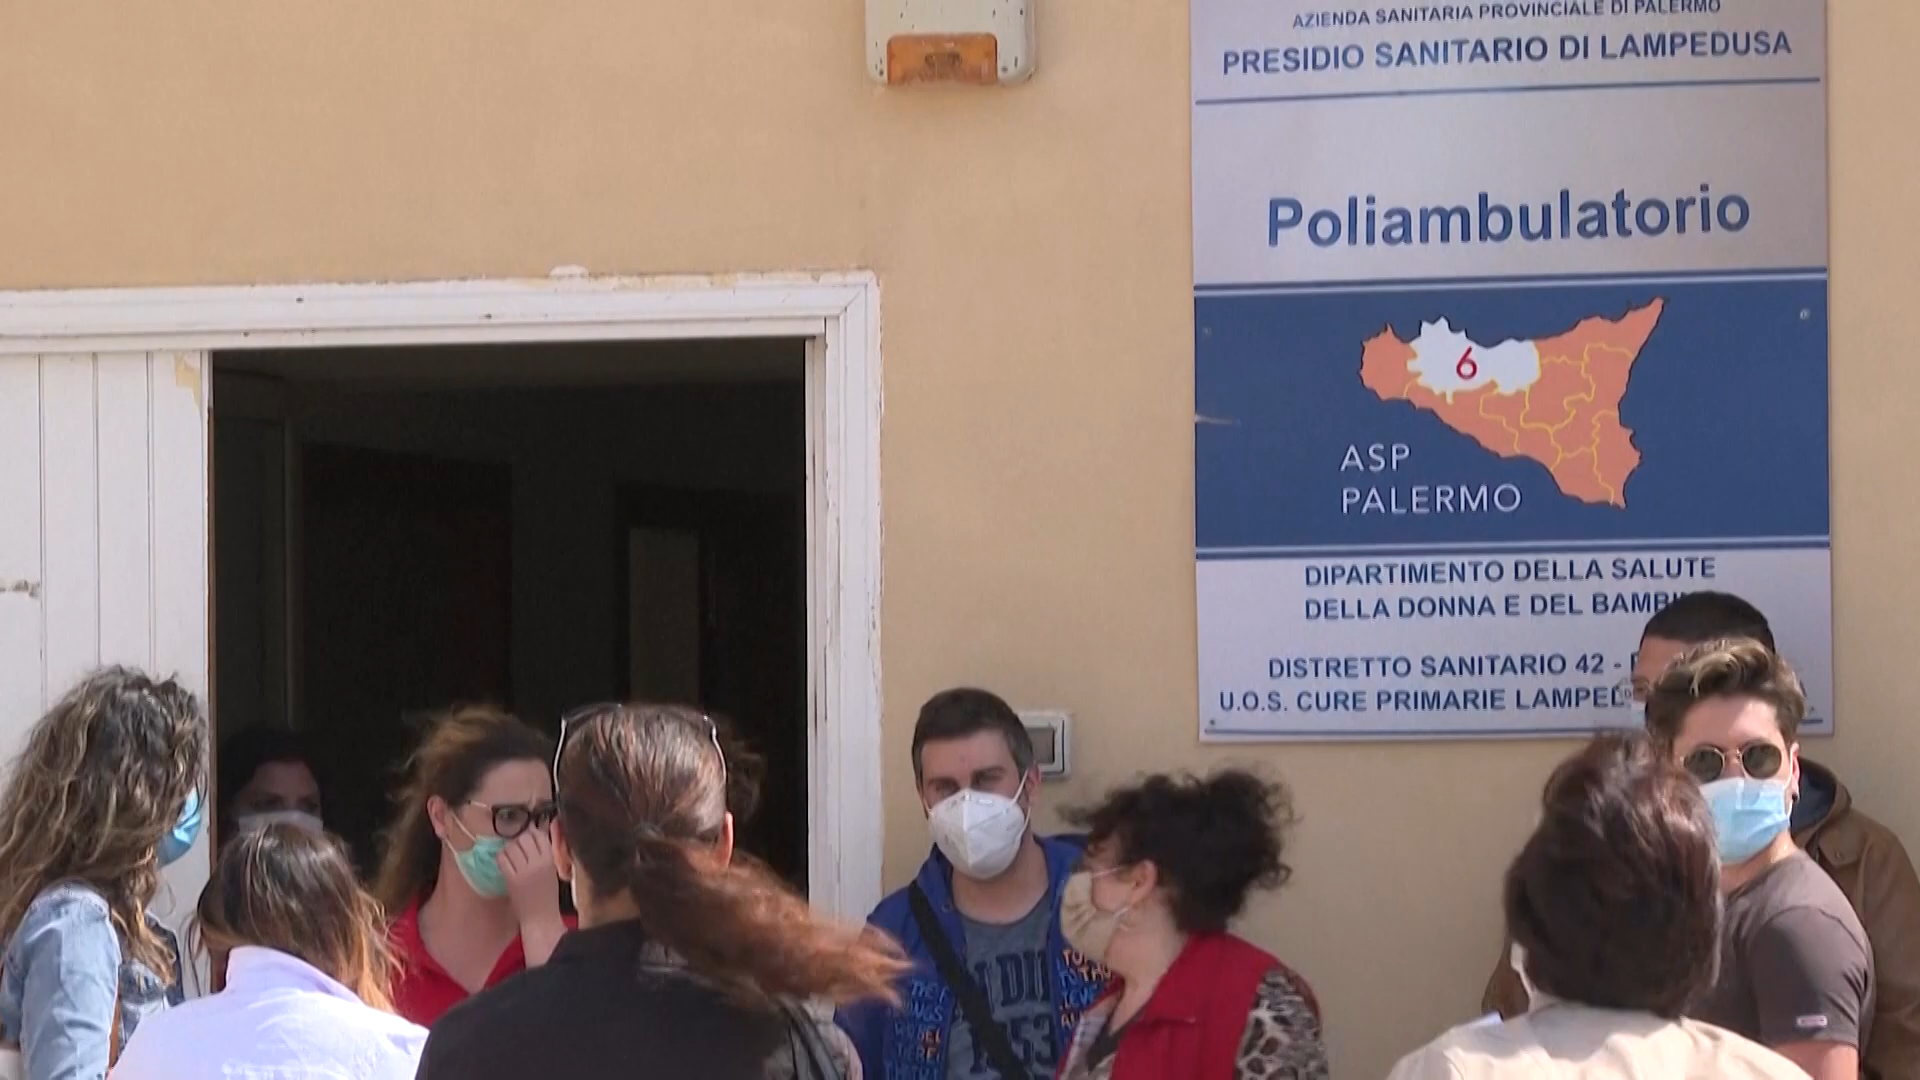 AZIENDA SANITARIA PROVINCIALE DI PALERMO
PRESIDIO SANITARIO DI LAMPEDUSA
Poliambulatorio
6
ASP
PALERMO
DIPARTIMENTO DELLA SALUTE
DELLA DONNA E DEL
DISTRETTO SANITARIO 42 -
U.O.S. CURE PRIMARIE